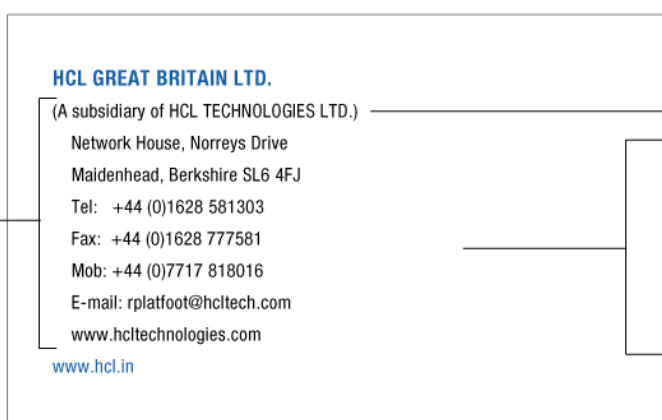 HCL GREAT BRITAIN LTD.
(A subsidiary of HCL TECHNOLOGIES LTD.)
Network House, Norreys Drive
Maidenhead, Berkshire SL6 4FJ
Tel: +44 (0)1628 581303
Fax: +44 (0)1628 777581
Mob: +44 (0)7717 818016
E-mail: rplatfoot@hcltech.com
www.hcltechnologies.com
www.hcl.in